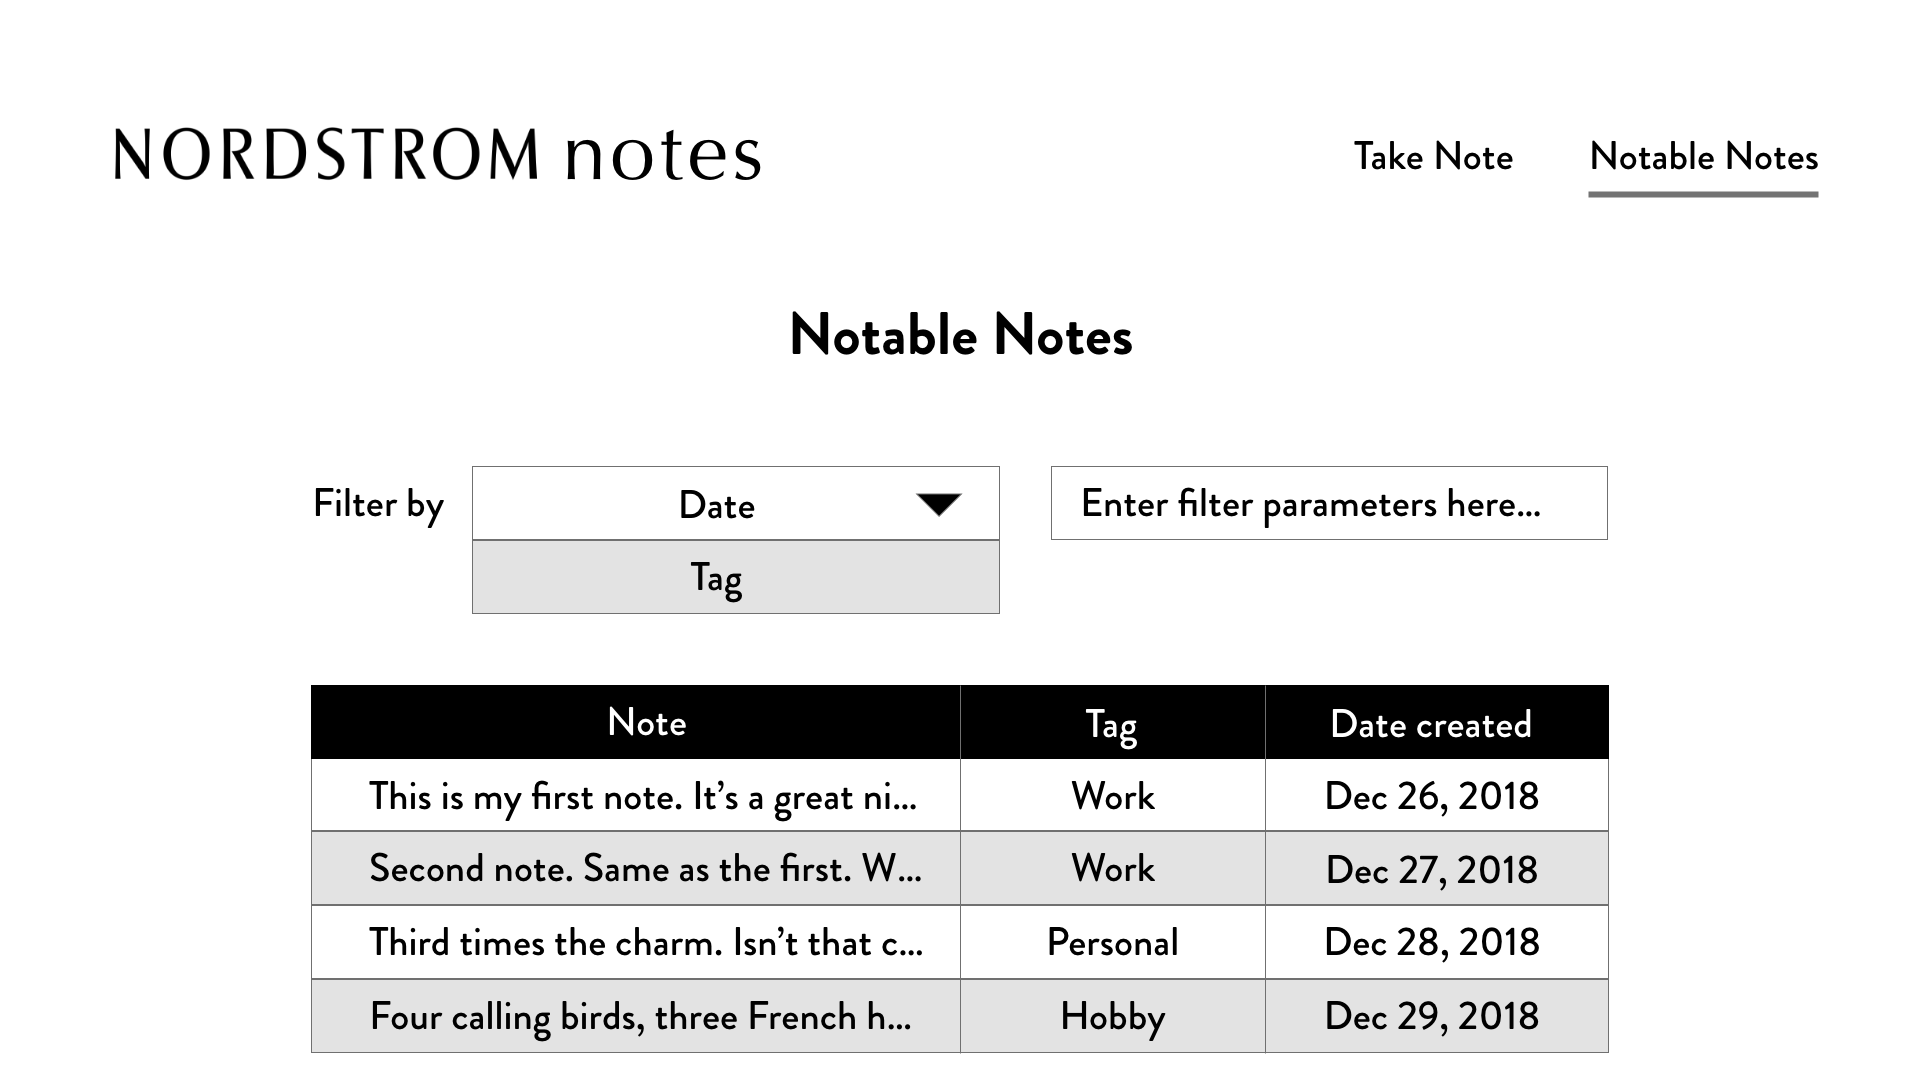 NORDSTROM notes
Take Note
Notable Notes
Notable Notes
Filter by
Date
Enter filter parameters here...
Tag
Note Tag Date created
This is my first note. It’s a great ni... Work Dec 26, 2018
Second note. Same as the first. W... Work Dec 27, 2018
Third times the charm. Isn’t that c... Personal Dec 28, 2018
Four calling birds, three French h... Hobby Dec 29, 2018